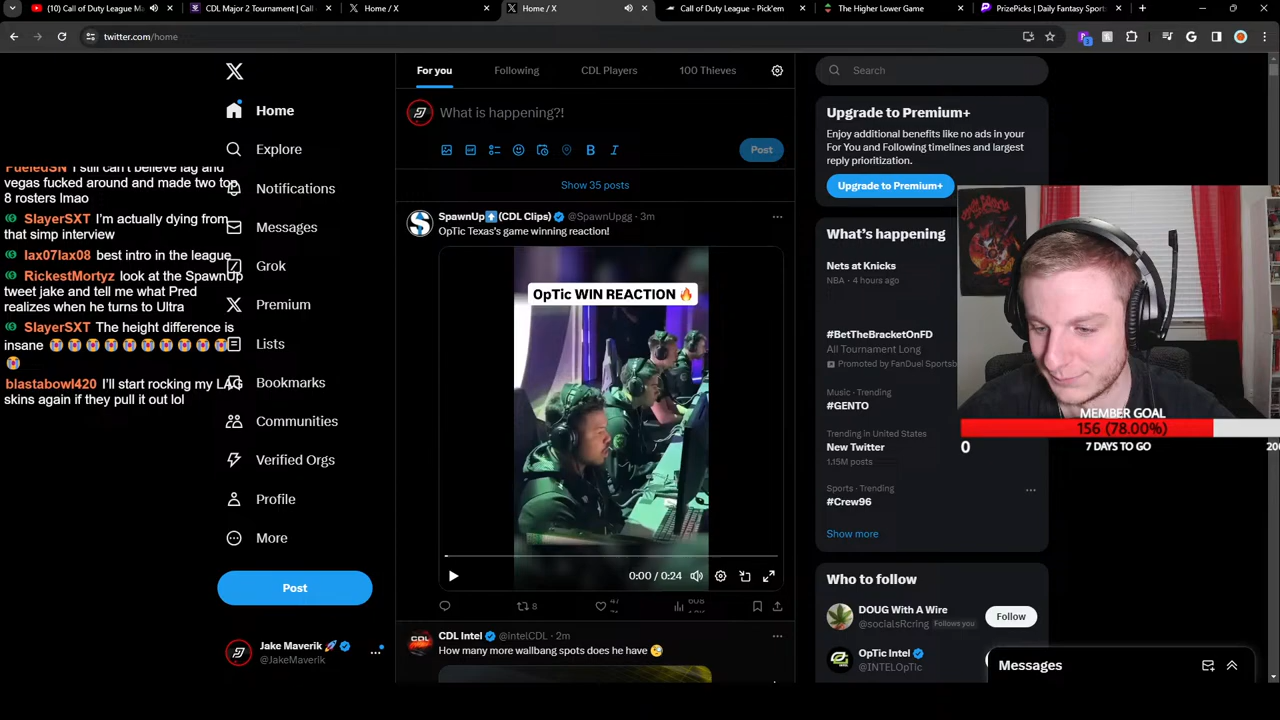 (10) Call of Duty League Ma
CDL Major 2 Tournament | Call
Home / X
Home / X
Call of Duty League - Pick'em
The Higher Lower Game
PrizePicks | Daily Fantasy Sports
twitter.com/home
For you
Following
CDL Players
100 Thieves
Search
Home
Explore
Notifications
Messages
Grok
Premium
Lists
Bookmarks
Communities
Verified Orgs
Profile
More
Post
Jake Maverik 🚀
@JakeMaverik
FueledSN I still can't believe lag and
vegas fucked around and made two top
8 rosters lmao
SlayerSXT I'm actually dying from
that simp interview
lax07lax08 best intro in the league
RickestMortyz look at the SpawnUp
tweet jake and tell me what Pred
realizes when he turns to Ultra
SlayerSXT The height difference is
insane 😭😭😭😭😭😭😭😭😭
😭
blastabowl420 I'll start rocking my LAG
skins again if they pull it out lol
What is happening?!
Post
Show 35 posts
SpawnUp⬆️(CDL Clips) @SpawnUpgg · 3m
OpTic Texas's game winning reaction!
OpTic WIN REACTION 🔥
0:00 / 0:24
8
47
608
CDL Intel @intelCDL · 2m
How many more wallbang spots does he have 🧐
Upgrade to Premium+
Enjoy additional benefits like no ads in your
For You and Following timelines and largest
reply prioritization.
Upgrade to Premium+
What's happening
Nets at Knicks
NBA · 4 hours ago
#BetTheBracketOnFD
All Tournament Long
Promoted by FanDuel Sportsb
Music · Trending
#GENTO
Trending in United States
New Twitter
1.15M posts
Sports · Trending
#Crew96
Show more
Who to follow
DOUG With A Wire
@socialsRcring Follows you
Follow
OpTic Intel
@INTELOpTic
Messages
MEMBER GOAL
156 (78.00%)
0
200
7 DAYS TO GO